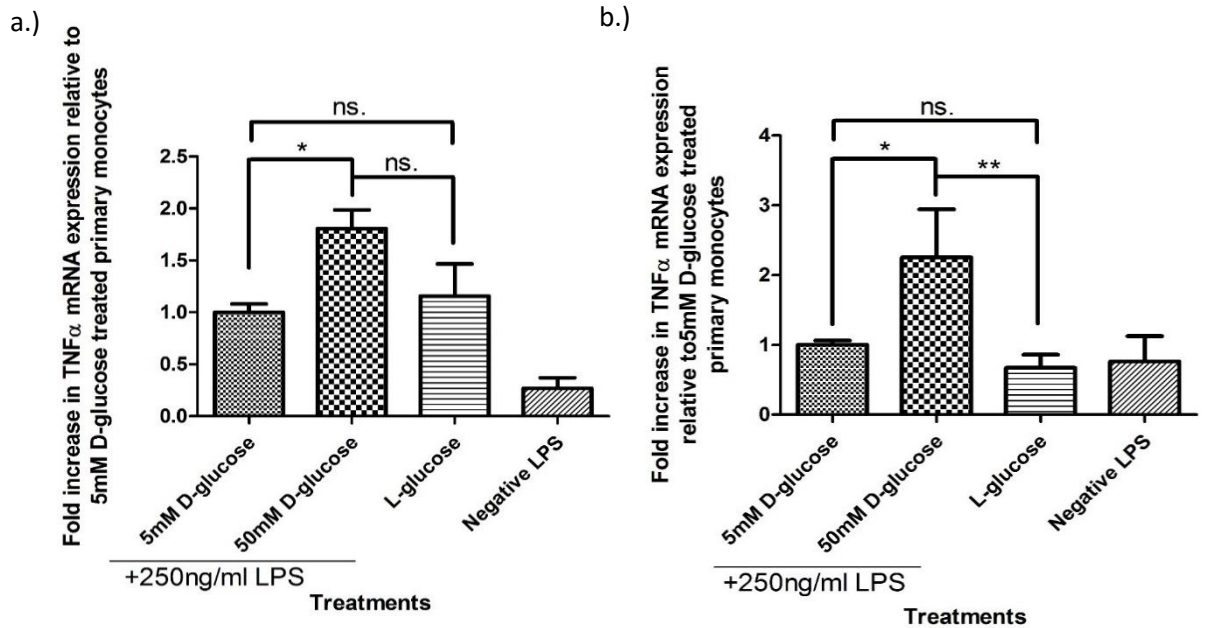 a.)
Fold increase in TNFα mRNA expression relative to
5mM D-glucose treated primary monocytes
2.5
2.0
1.5
1.0
0.5
0.0
ns.
*
ns.
5mM D-glucose
50mM D-glucose
L-glucose
Negative LPS
+250ng/ml LPS
Treatments
b.)
Fold increase in TNFα mRNA expression
relative to5mM D-glucose treated
primary monocytes
4
3
2
1
0
ns.
*
**
5mM D-glucose
50mM D-glucose
L-glucose
Negative LPS
+250ng/ml LPS
Treatments